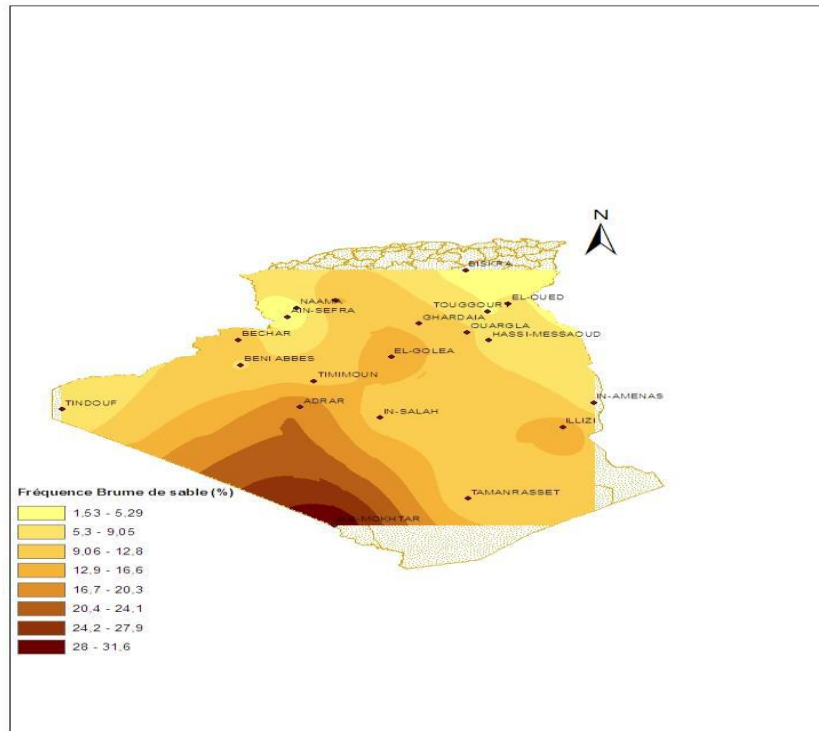 N
BISKRA
EL-OUED
TOUGGOUR
NAAMA
AIN-SEFRA
GHARDAIA
OUARGLA
HASSI-MESSAOUD
BECHAR
EL-GOLEA
BENI ABBES
TIMIMOUN
IN-AMENAS
TINDOUF
ADRAR
IN-SALAH
ILLIZI
TAMANRASSET
MOKHTAR
Fréquence Brume de sable (%)
1,53 - 5,29
5,3 - 9,05
9,06 - 12,8
12,9 - 16,6
16,7 - 20,3
20,4 - 24,1
24,2 - 27,9
28 - 31,6